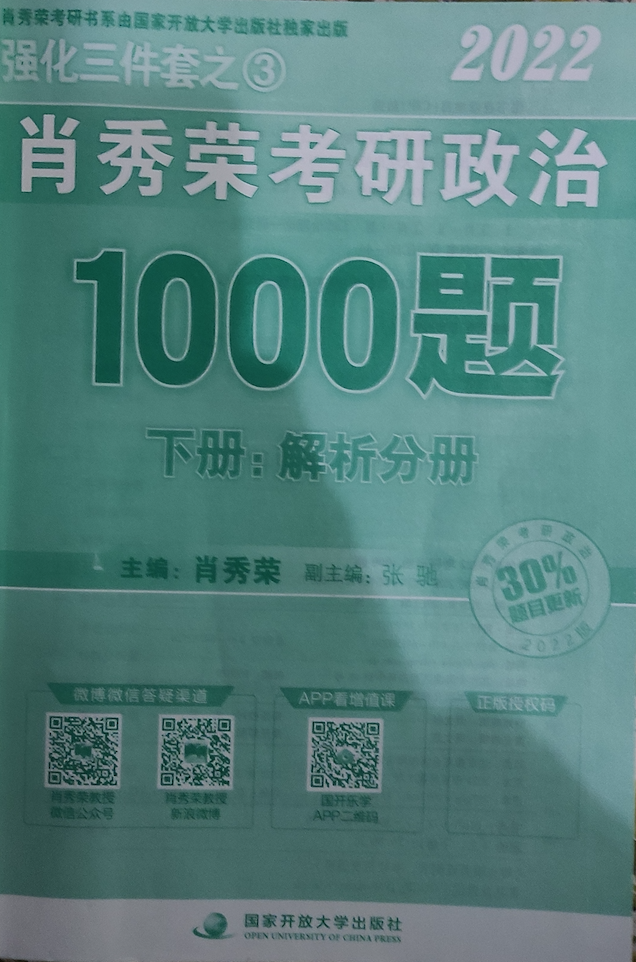 肖秀荣考研书系由国家开放大学出版社独家出版
强化三件套之③
2022
肖秀荣考研政治
1000题
下册：解析分册
主编：肖秀荣 副主编：张驰
肖秀荣考研政治
30%
题目更新
2022版
微博微信答疑渠道
APP看增值课
正版授权码
肖秀荣教授
微信公众号
肖秀荣教授
新浪微博
国开乐学
APP二维码
国家开放大学出版社
OPEN UNIVERSITY OF CHINA PRESS